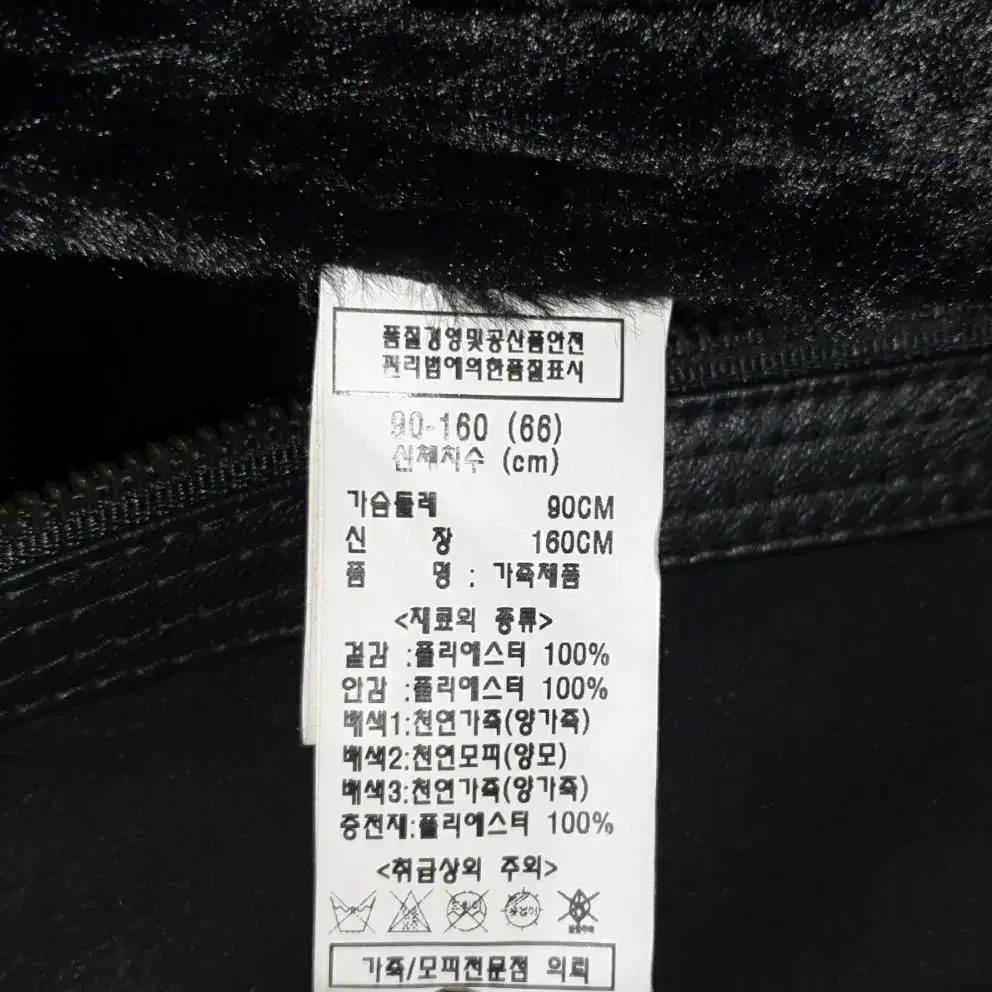 품질경영및공산품안전
관리법에의한품질표시
90-160 (66)
신체치수 (cm)
가슴둘레 90CM
신 장 160CM
품 명 : 가죽제품
<재료의 종류>
겉감 :폴리에스터 100%
안감 :폴리에스터 100%
배색1:천연가죽(양가죽)
배색2:천연모피(양모)
배색3:천연가죽(양가죽)
충전재:폴리에스터 100%
<취급상의 주의>
가죽/모피전문점 의뢰